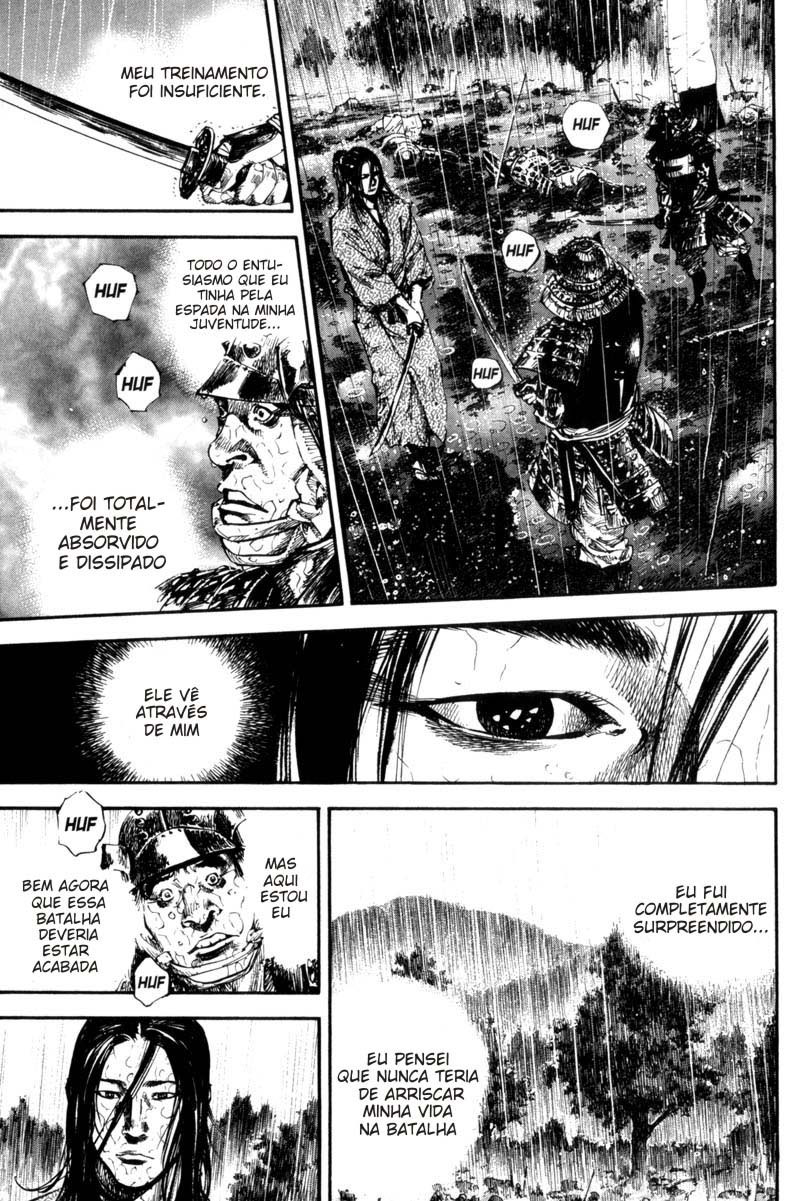 HUF
HUF
HUF
MEU TREINAMENTO
FOI INSUFICIENTE.
TODO O ENTU-
SIASMO QUE EU
TINHA PELA
ESPADA NA MINHA
JUVENTUDE...
HUF
HUF
...FOI TOTAL-
MENTE
ABSORVIDO
E DISSIPADO
ELE VÊ
ATRAVÉS
DE MIM
EU FUI
COMPLETAMENTE
SURPREENDIDO...
EU PENSEI
QUE NUNCA TERIA
DE ARRISCAR
MINHA VIDA
NA BATALHA
HUF
MAS
AQUI
ESTOU
EU
BEM AGORA
QUE ESSA
BATALHA
DEVERIA
ESTAR
ACABADA
HUF